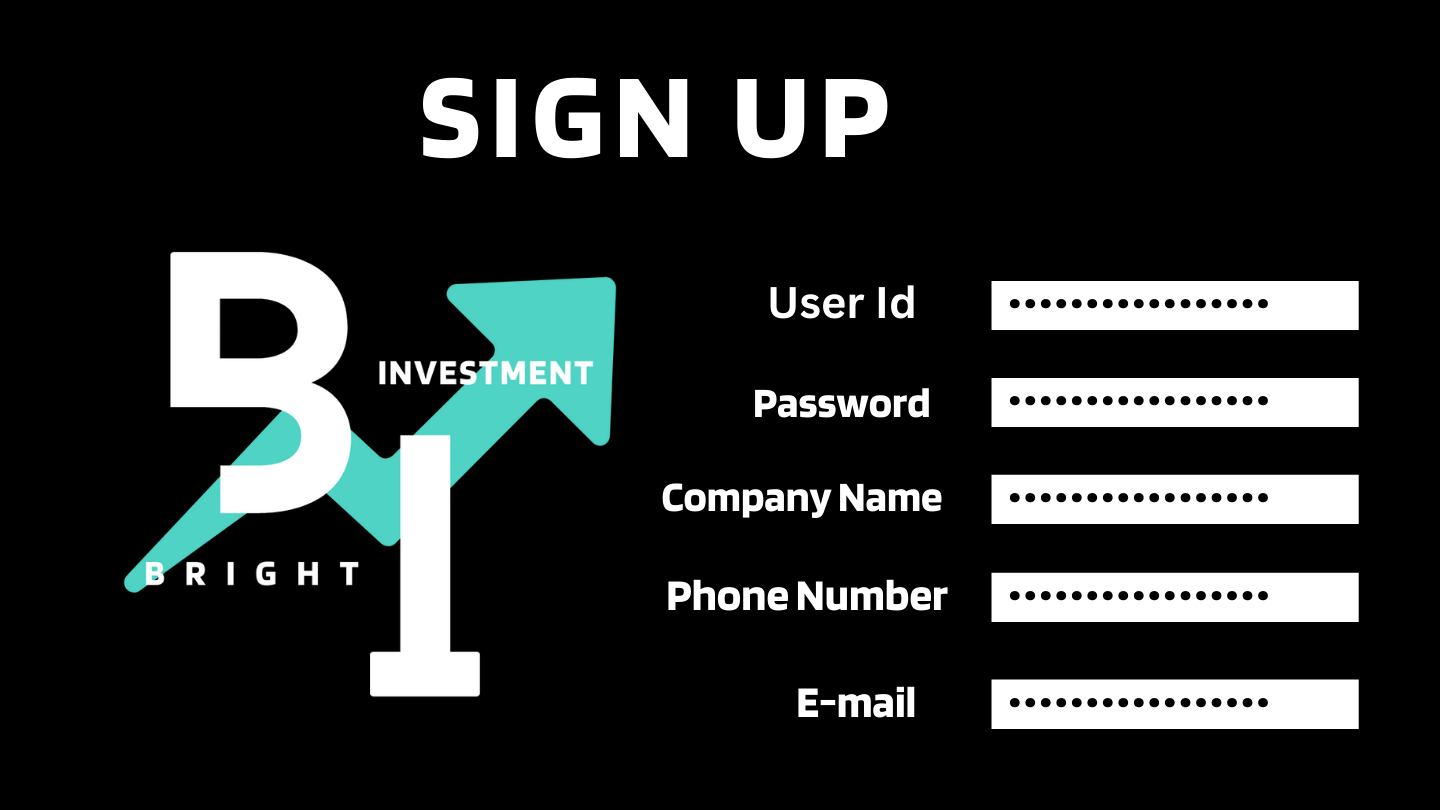 SIGN UP
B
INVESTMENT
I
BRIGHT
User Id •••••••••••••••••
Password •••••••••••••••••
Company Name •••••••••••••••••
Phone Number •••••••••••••••••
E-mail •••••••••••••••••